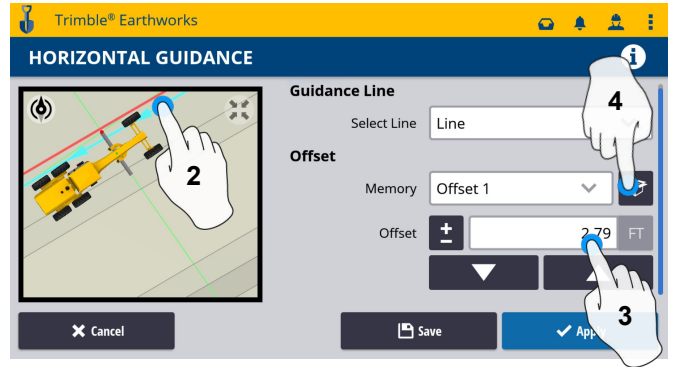 Trimble® Earthworks
HORIZONTAL GUIDANCE
i
Guidance Line
Select Line Line
Offset
Memory Offset 1
Offset ± 2.79 FT
Cancel
Save
2
3
4